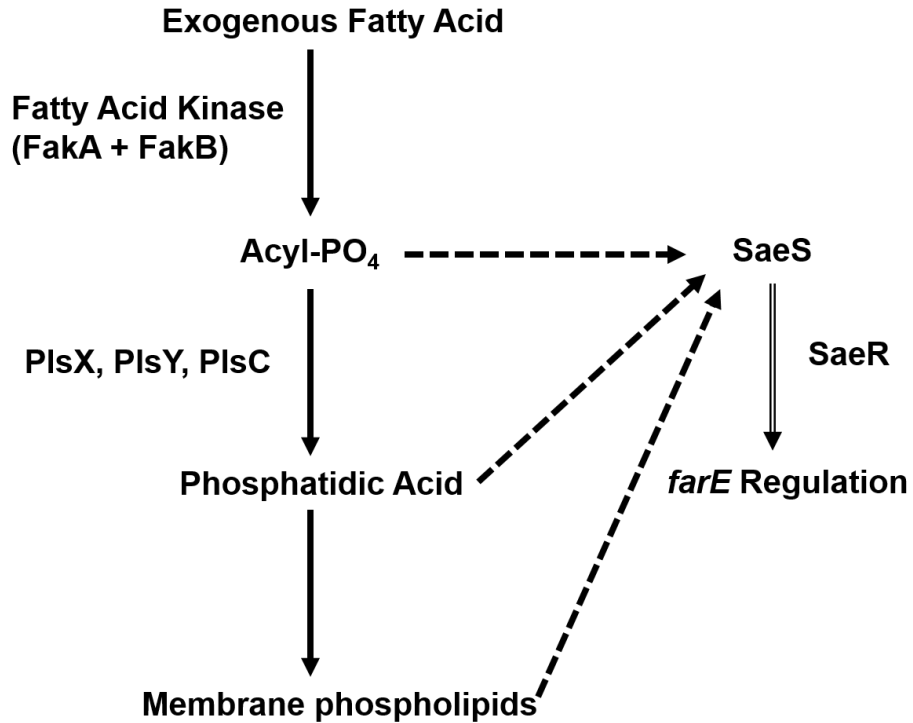 Exogenous Fatty Acid
Fatty Acid Kinase
(FakA + FakB)
Acyl-PO₄
SaeS
PlsX, PlsY, PlsC
SaeR
Phosphatidic Acid
farE Regulation
Membrane phospholipids